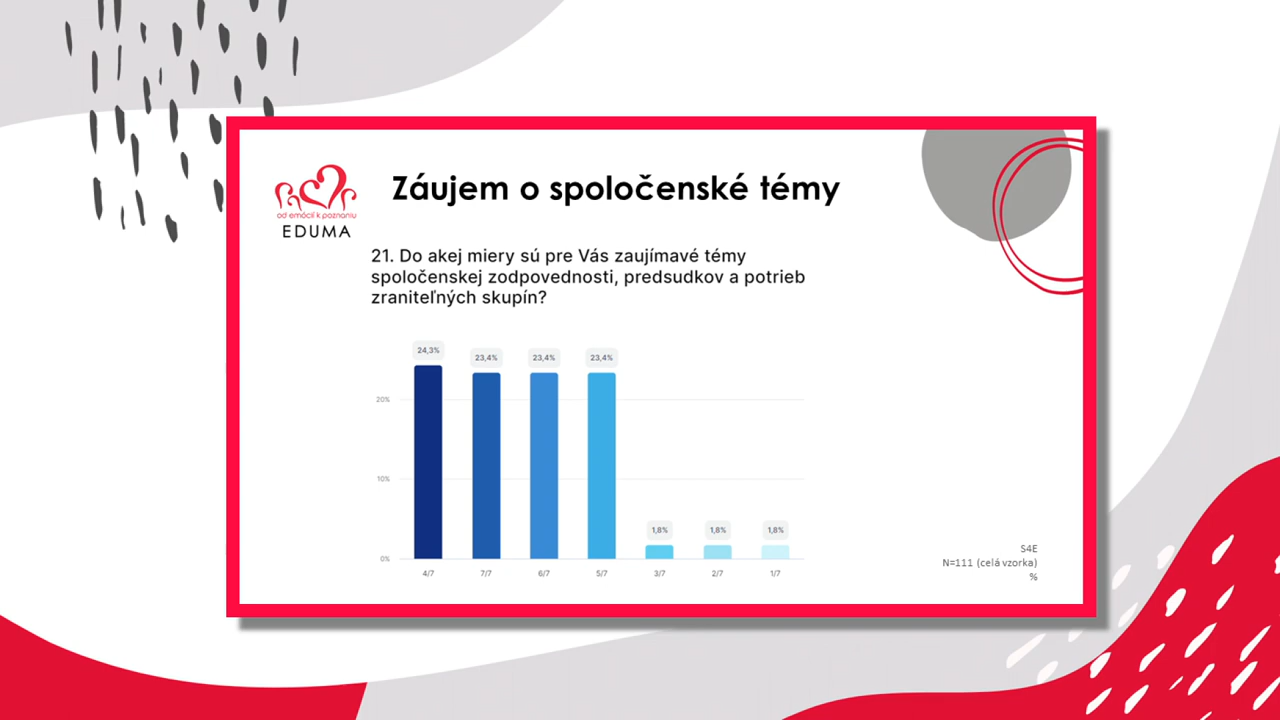 Záujem o spoločenské témy
od emócií k poznaniu
EDUMA
21. Do akej miery sú pre Vás zaujímavé témy
spoločenskej zodpovednosti, predsudkov a potrieb
zraniteľných skupín?
24,3%
23,4%
23,4%
23,4%
20%
10%
1,8%
1,8%
1,8%
0%
4/7
7/7
6/7
5/7
3/7
2/7
1/7
S4E
N=111 (celá vzorka)
%